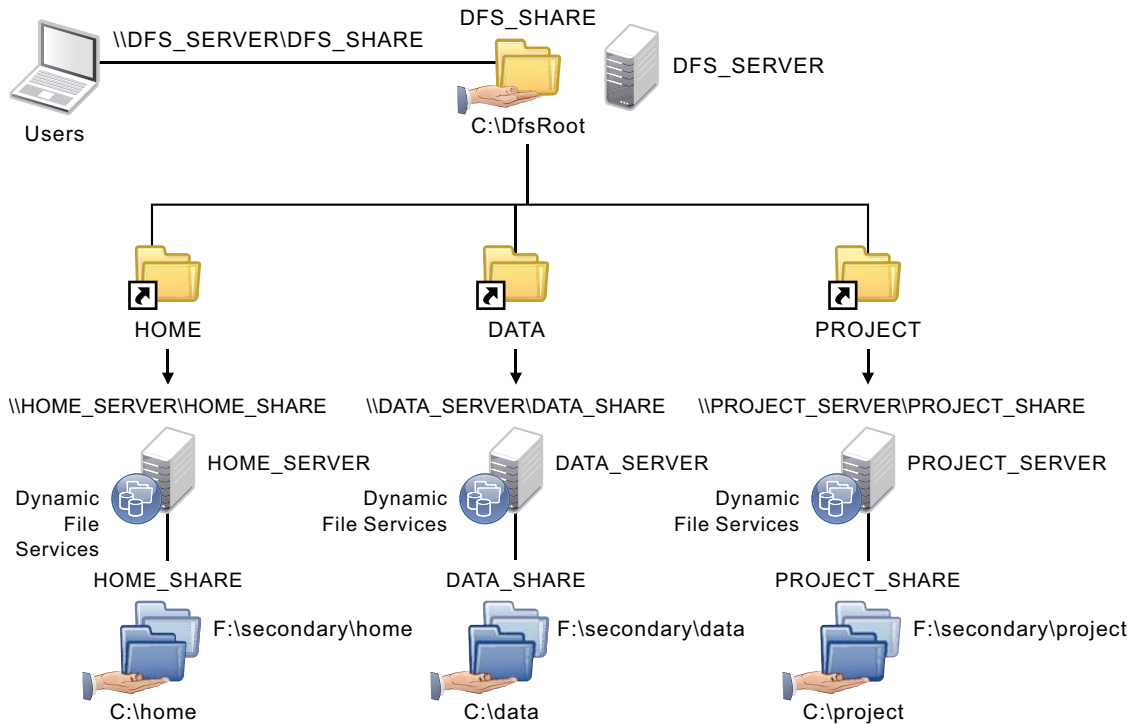 DFS_SHARE
\\DFS_SERVER\DFS_SHARE
DFS_SERVER
Users
C:\DfsRoot
HOME
DATA
PROJECT
\\HOME_SERVER\HOME_SHARE
\\DATA_SERVER\DATA_SHARE
\\PROJECT_SERVER\PROJECT_SHARE
HOME_SERVER
DATA_SERVER
PROJECT_SERVER
Dynamic
File
Services
Dynamic
File Services
Dynamic
File Services
HOME_SHARE
DATA_SHARE
PROJECT_SHARE
F:\secondary\home
F:\secondary\data
F:\secondary\project
C:\home
C:\data
C:\project